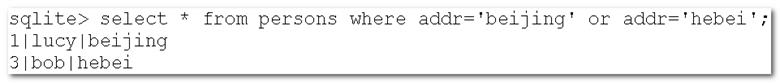 sqlite> select * from persons where addr='beijing' or addr='hebei';
1|lucy|beijing
3|bob|hebei